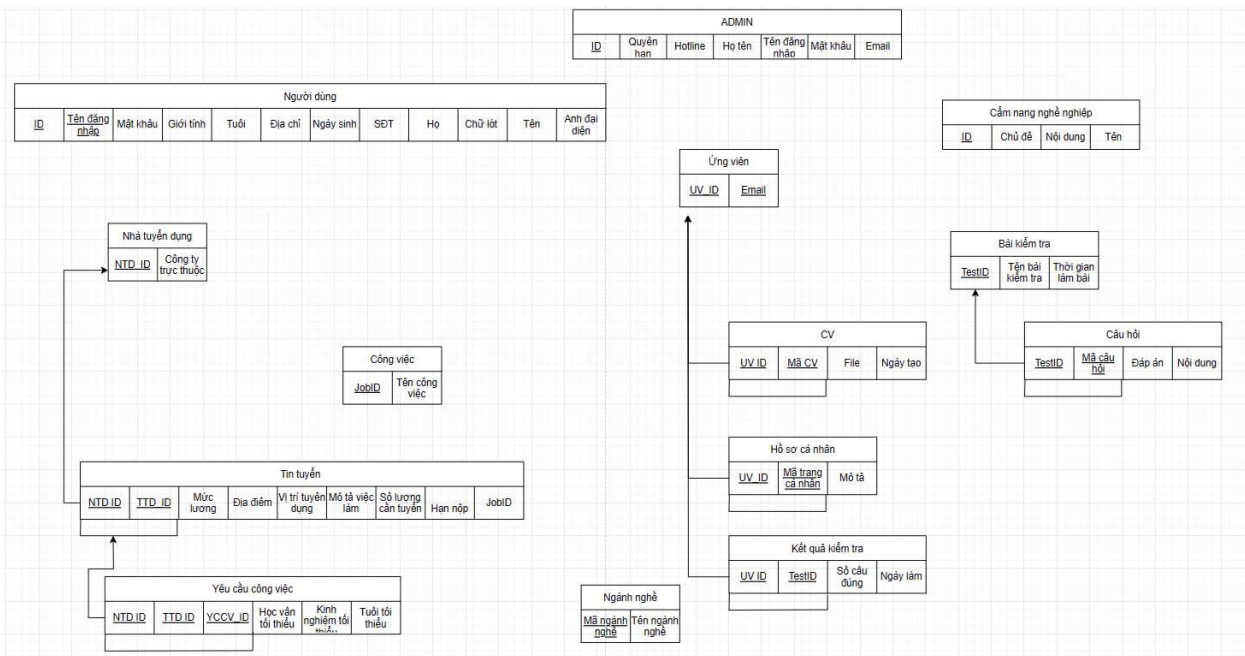 ADMIN
ID
Quyền
hạn
Hotline
Họ tên
Tên đăng
nhập
Mật khẩu
Email
Người dùng
ID
Tên đăng
nhập
Mật khẩu
Giới tính
Tuổi
Địa chỉ
Ngày sinh
SĐT
Họ
Chữ lót
Tên
Ảnh đại
diện
Cẩm nang nghề nghiệp
ID
Chủ đề
Nội dung
Tên
Ứng viên
UV_ID
Email
Nhà tuyển dụng
NTD_ID
Công ty
trực thuộc
Bài kiểm tra
TestID
Tên bài
kiểm tra
Thời gian
làm bài
CV
UV ID
Mã CV
File
Ngày tạo
Câu hỏi
TestID
Mã câu
hỏi
Đáp án
Nội dung
Công việc
JobID
Tên công
việc
Hồ sơ cá nhân
UV_ID
Mã trang
cá nhân
Mô tả
Tin tuyển
NTD ID
TTD_ID
Mức
lương
Địa điểm
Vị trí tuyển
dụng
Mô tả việc
làm
Số lượng
cần tuyển
Hạn nộp
JobID
Kết quả kiểm tra
UV ID
TestID
Số câu
đúng
Ngày làm
Yêu cầu công việc
NTD ID
TTD ID
YCCV_ID
Học vấn
tối thiểu
Kinh
nghiệm tối
thiểu
Tuổi tối
thiểu
Ngành nghề
Mã ngành
nghề
Tên ngành
nghề